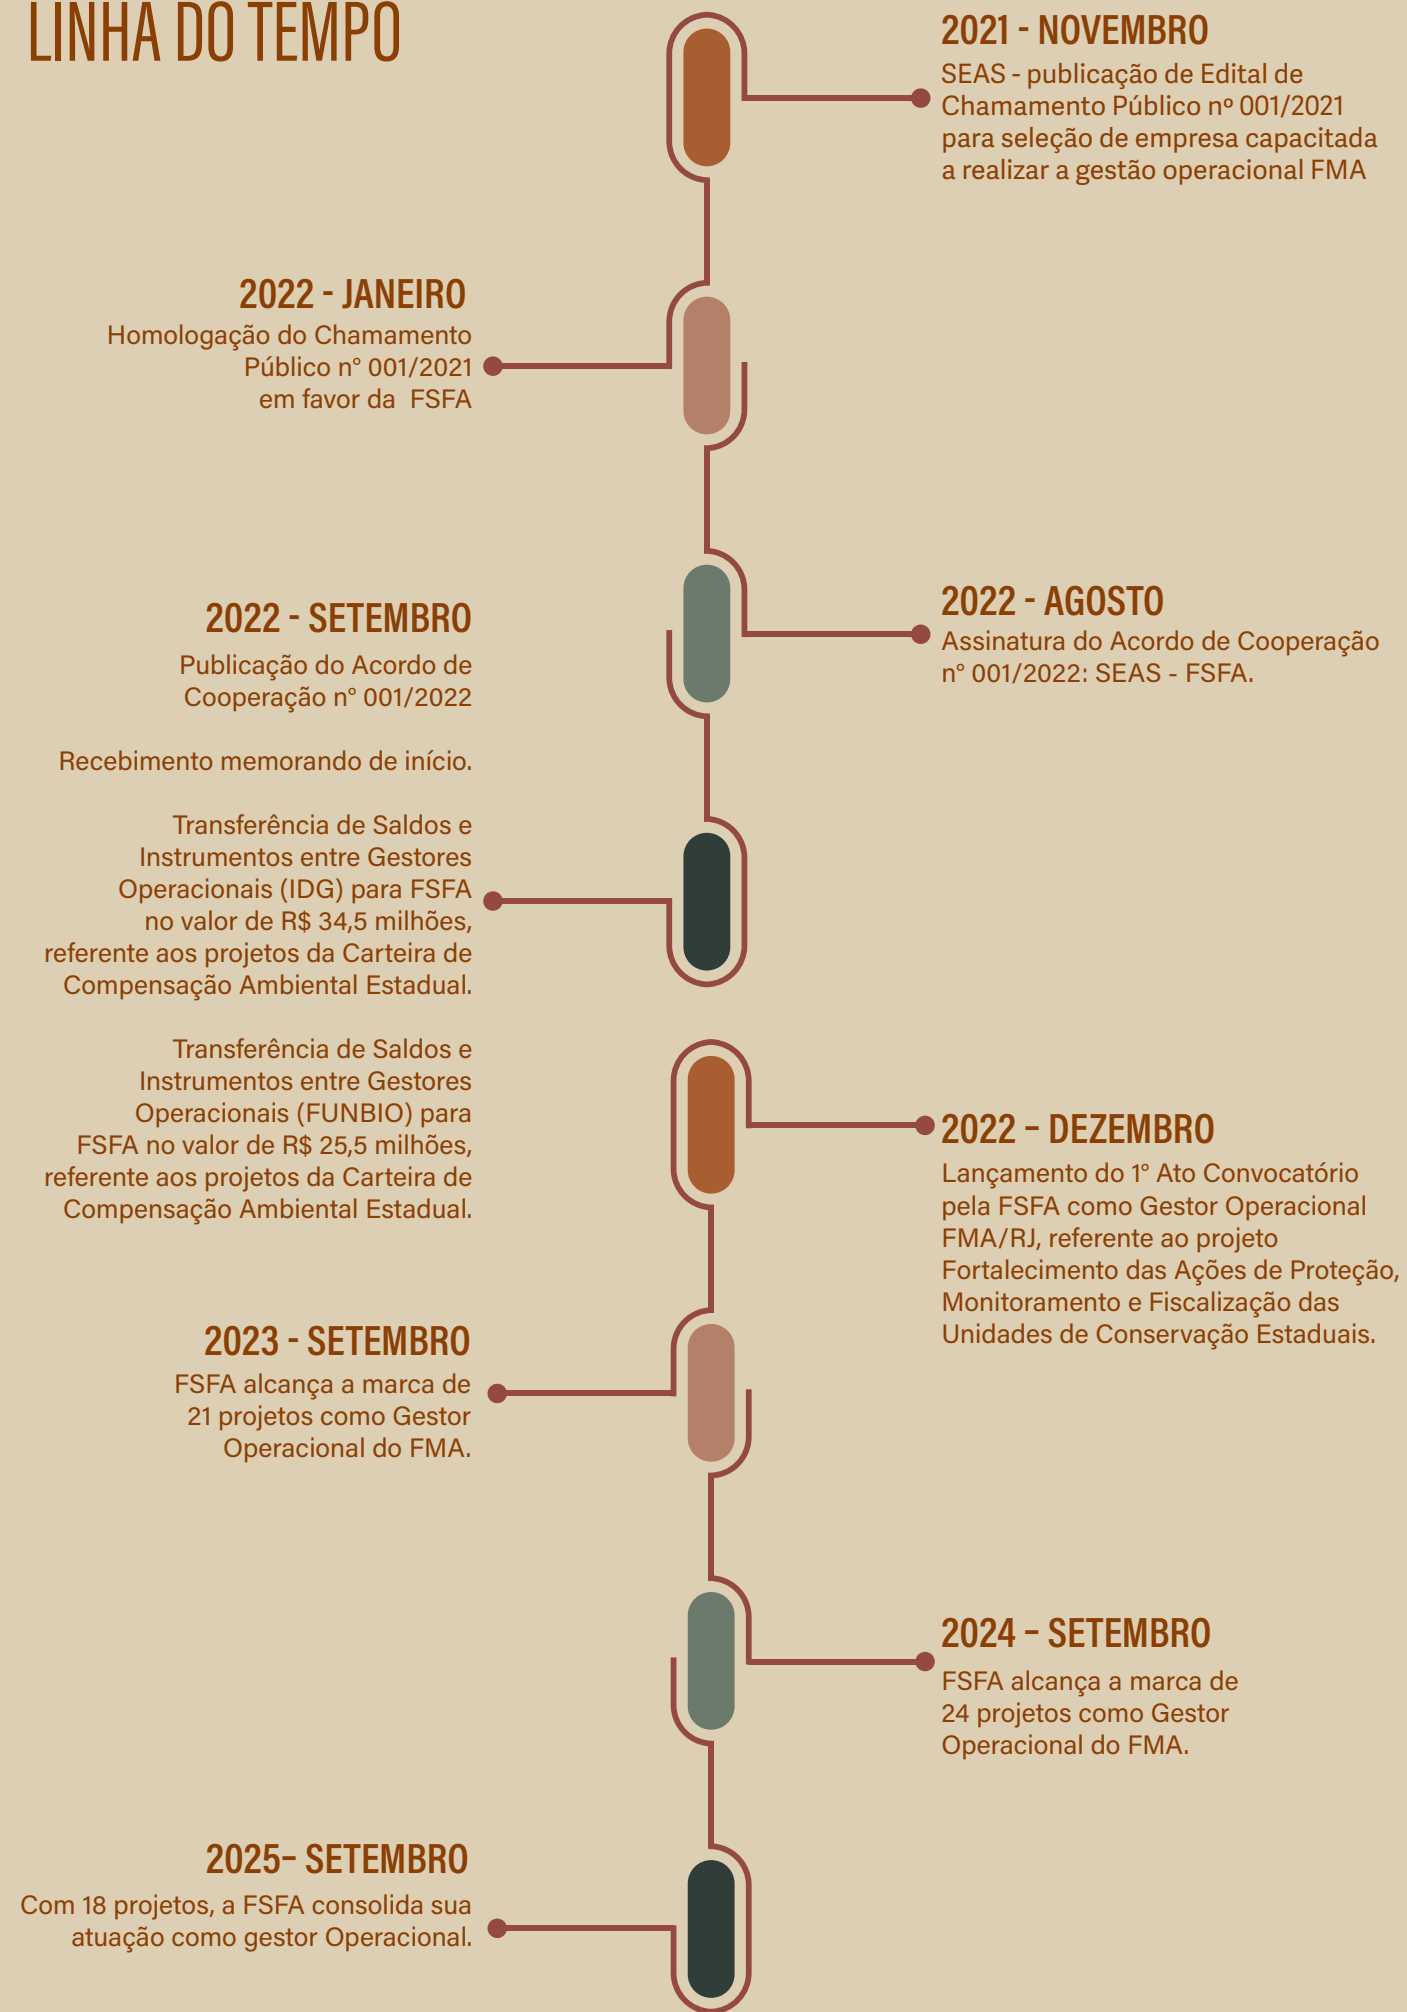 LINHA DO TEMPO
2021 - NOVEMBRO
SEAS - publicação de Edital de
Chamamento Público nº 001/2021
para seleção de empresa capacitada
a realizar a gestão operacional FMA
2022 - JANEIRO
Homologação do Chamamento
Público n° 001/2021
em favor da FSFA
2022 - AGOSTO
Assinatura do Acordo de Cooperação
n° 001/2022: SEAS - FSFA.
2022 - SETEMBRO
Publicação do Acordo de
Cooperação n° 001/2022
Recebimento memorando de início.
Transferência de Saldos e
Instrumentos entre Gestores
Operacionais (IDG) para FSFA
no valor de R$ 34,5 milhões,
referente aos projetos da Carteira de
Compensação Ambiental Estadual.
Transferência de Saldos e
Instrumentos entre Gestores
Operacionais (FUNBIO) para
FSFA no valor de R$ 25,5 milhões,
referente aos projetos da Carteira de
Compensação Ambiental Estadual.
2022 – DEZEMBRO
Lançamento do 1° Ato Convocatório
pela FSFA como Gestor Operacional
FMA/RJ, referente ao projeto
Fortalecimento das Ações de Proteção,
Monitoramento e Fiscalização das
Unidades de Conservação Estaduais.
2023 - SETEMBRO
FSFA alcança a marca de
21 projetos como Gestor
Operacional do FMA.
2024 – SETEMBRO
FSFA alcança a marca de
24 projetos como Gestor
Operacional do FMA.
2025– SETEMBRO
Com 18 projetos, a FSFA consolida sua
atuação como gestor Operacional.